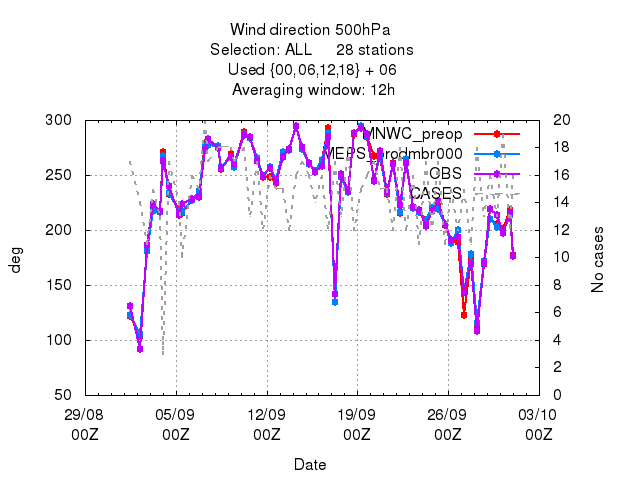 Wind direction 500hPa
Selection: ALL 28 stations
Used {00,06,12,18} + 06
Averaging window: 12h
300
250
200
150
100
50
deg
20
18
16
14
12
10
8
6
4
2
0
No cases
MNWC_preop
MEPS_prodmbr000
OBS
CASES
29/08 05/09 12/09 19/09 26/09 03/10
00Z 00Z 00Z 00Z 00Z 00Z
Date